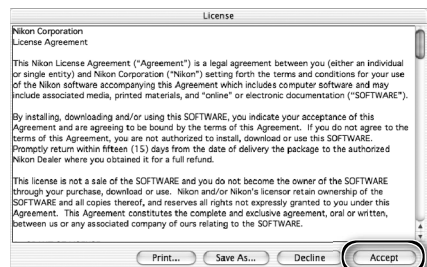 License
Nikon Corporation
License Agreement
This Nikon License Agreement ("Agreement") is a legal agreement between you (either an individual
or single entity) and Nikon Corporation ("Nikon") setting forth the terms and conditions for your use
of the Nikon software accompanying this Agreement which includes computer software and may
include associated media, printed materials, and "online" or electronic documentation ("SOFTWARE").
By installing, downloading and/or using this SOFTWARE, you indicate your acceptance of this
Agreement and are agreeing to be bound by the terms of this Agreement. If you do not agree to the
terms of this Agreement, you are not authorized to install, download or use this SOFTWARE.
Promptly return within fifteen (15) days from the date of delivery the package to the authorized
Nikon Dealer where you obtained it for a full refund.
This license is not a sale of the SOFTWARE and you do not become the owner of the SOFTWARE
through your purchase, download or use. Nikon and/or Nikon's licensor retain ownership of the
SOFTWARE and all copies thereof, and reserves all rights not expressly granted to you under this
Agreement. This Agreement constitutes the complete and exclusive agreement, oral or written,
between us or any associated company of ours relating to the SOFTWARE.
Print... Save As... Decline Accept